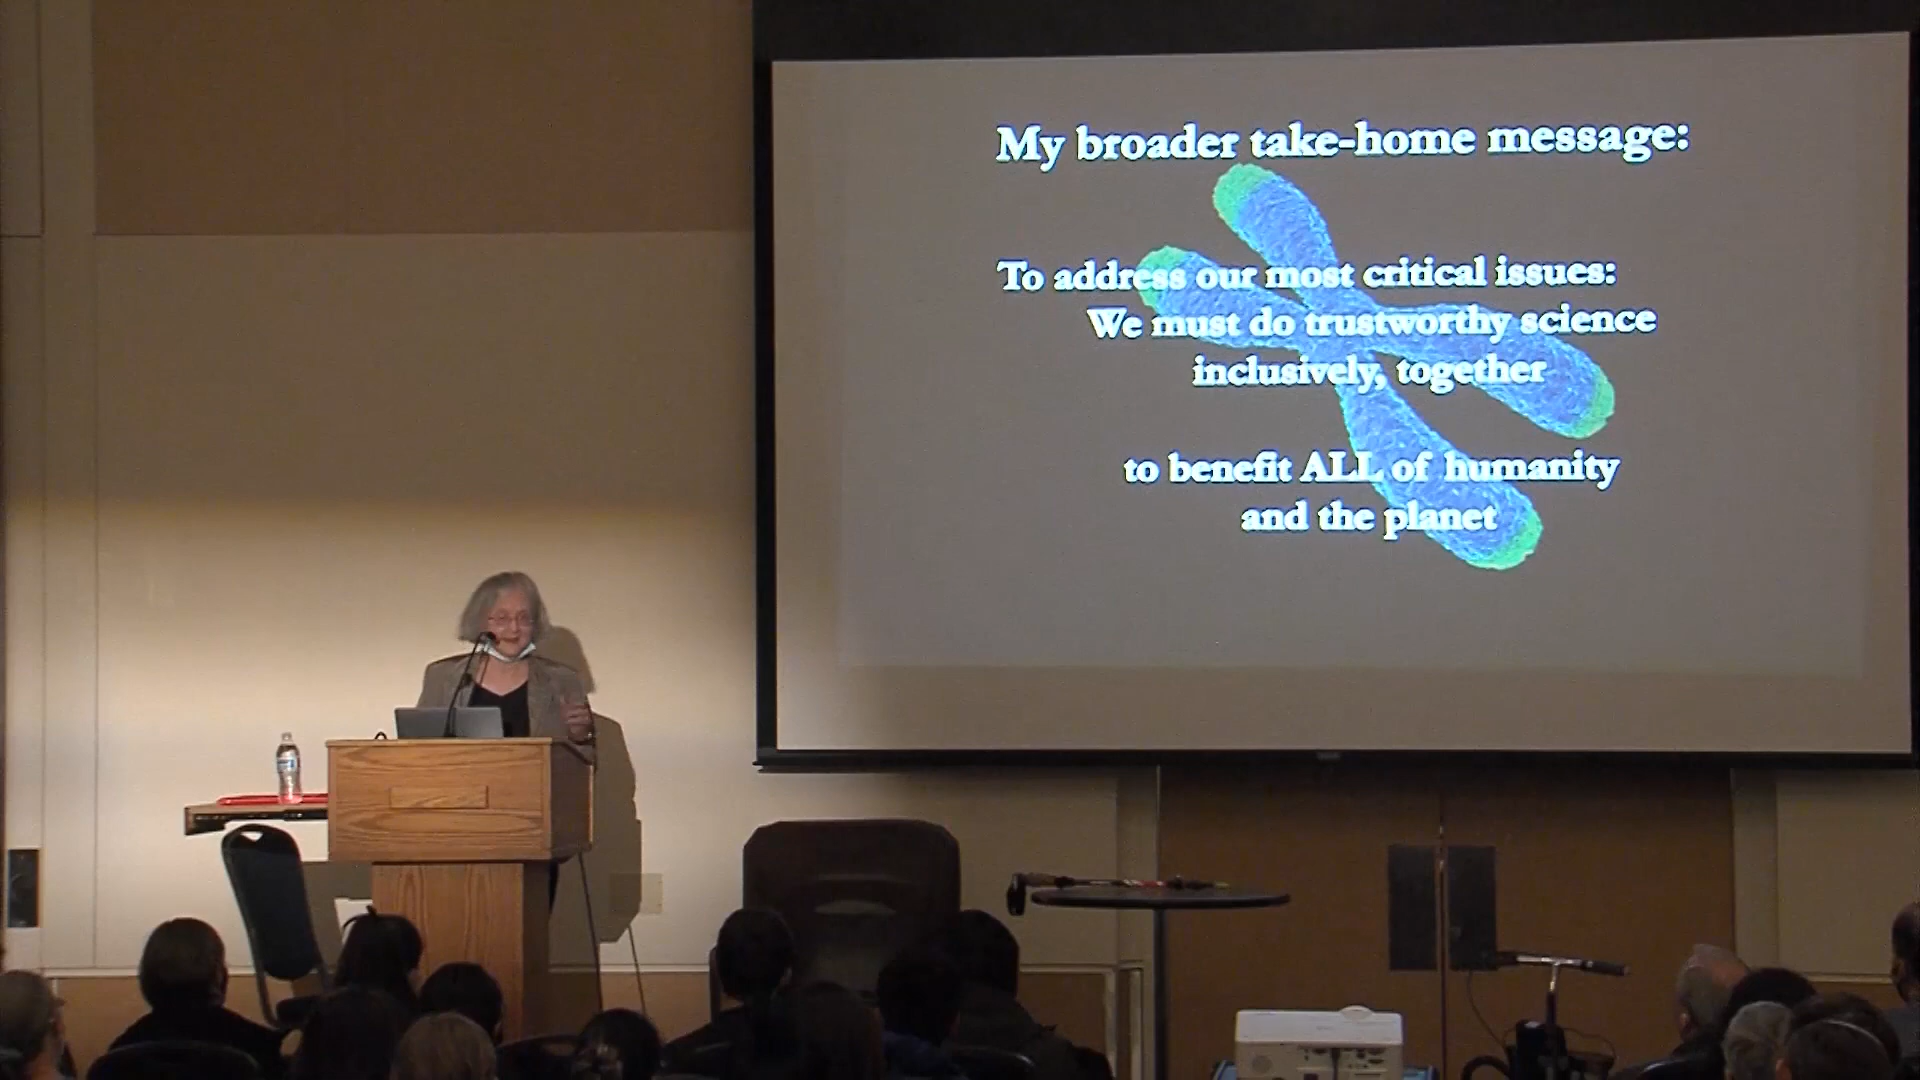 My broader take-home message:
To address our most critical issues:
We must do trustworthy science
inclusively, together
to benefit ALL of humanity
and the planet